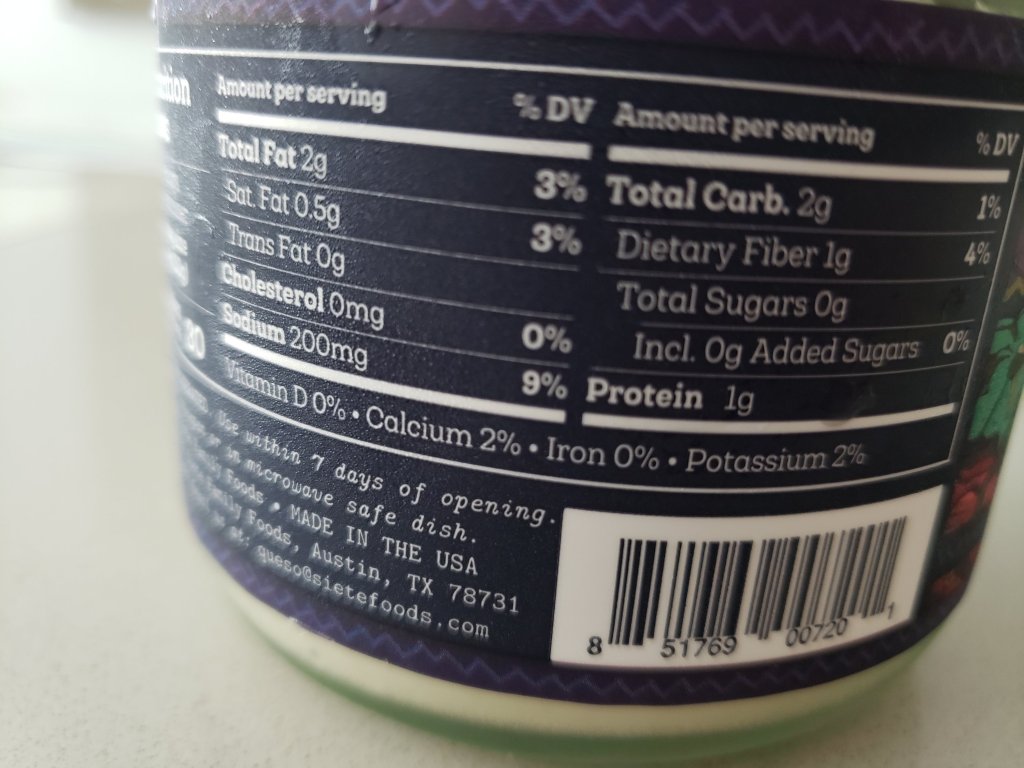 Amount per serving % DV
Total Fat 2g 3%
Sat. Fat 0.5g 3%
Trans Fat 0g
Cholesterol 0mg 0%
Sodium 200mg 9%
Amount per serving % DV
Total Carb. 2g 1%
Dietary Fiber 1g 4%
Total Sugars 0g
Incl. 0g Added Sugars 0%
Protein 1g
Vitamin D 0% • Calcium 2% • Iron 0% • Potassium 2%
Use within 7 days of opening.
in microwave safe dish.
Foods • MADE IN THE USA
Family Foods, Austin, TX 78731
at: queso@sietefoods.com
8 51769 00720 1